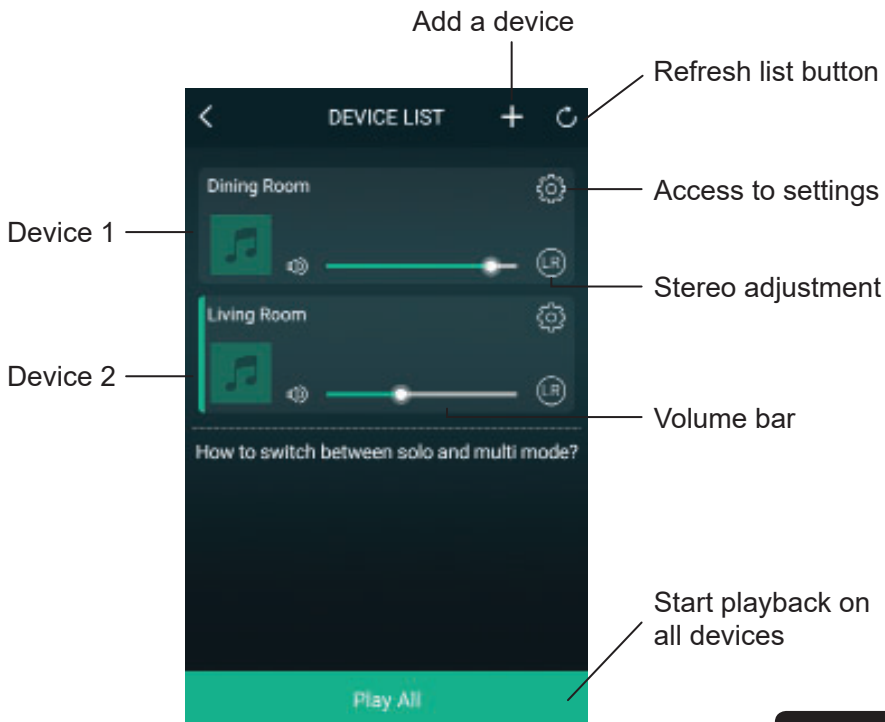 Add a device
Refresh list button
DEVICE LIST
Dining Room
Access to settings
Device 1
LR
Stereo adjustment
Living Room
Device 2
LR
Volume bar
How to switch between solo and multi mode?
Start playback on
all devices
Play All